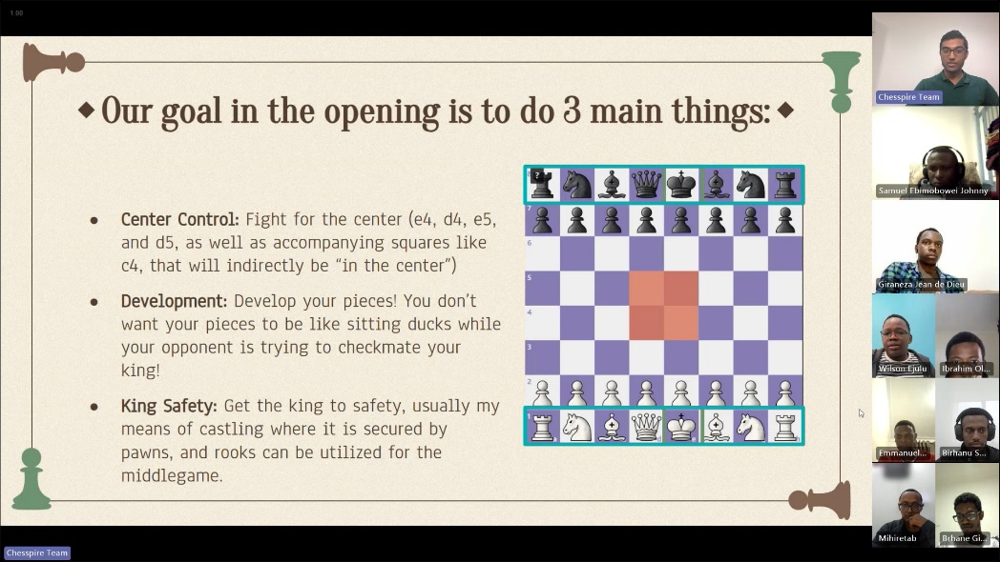 1:00
Our goal in the opening is to do 3 main things:
● Center Control: Fight for the center (e4, d4, e5,
and d5, as well as accompanying squares like
c4, that will indirectly be “in the center”)
● Development: Develop your pieces! You don’t
want your pieces to be like sitting ducks while
your opponent is trying to checkmate your
king!
● King Safety: Get the king to safety, usually my
means of castling where it is secured by
pawns, and rooks can be utilized for the
middlegame.
?
7
6
5
4
3
2
Chesspire Team
Samuel Ebimobowei Johnny
Giraneza Jean de Dieu
Wilson Ejulu
Ibrahim Ol...
Emmanuel...
Birhanu S...
Mihiretab
Brhane Gi...
Chesspire Team